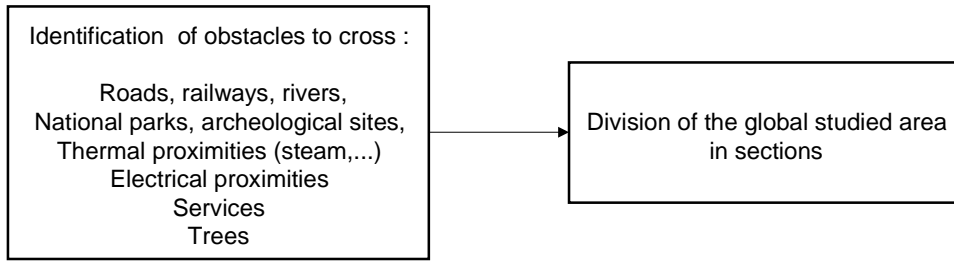 Identification of obstacles to cross :
Roads, railways, rivers,
National parks, archeological sites,
Thermal proximities (steam,...)
Electrical proximities
Services
Trees
Division of the global studied area
in sections